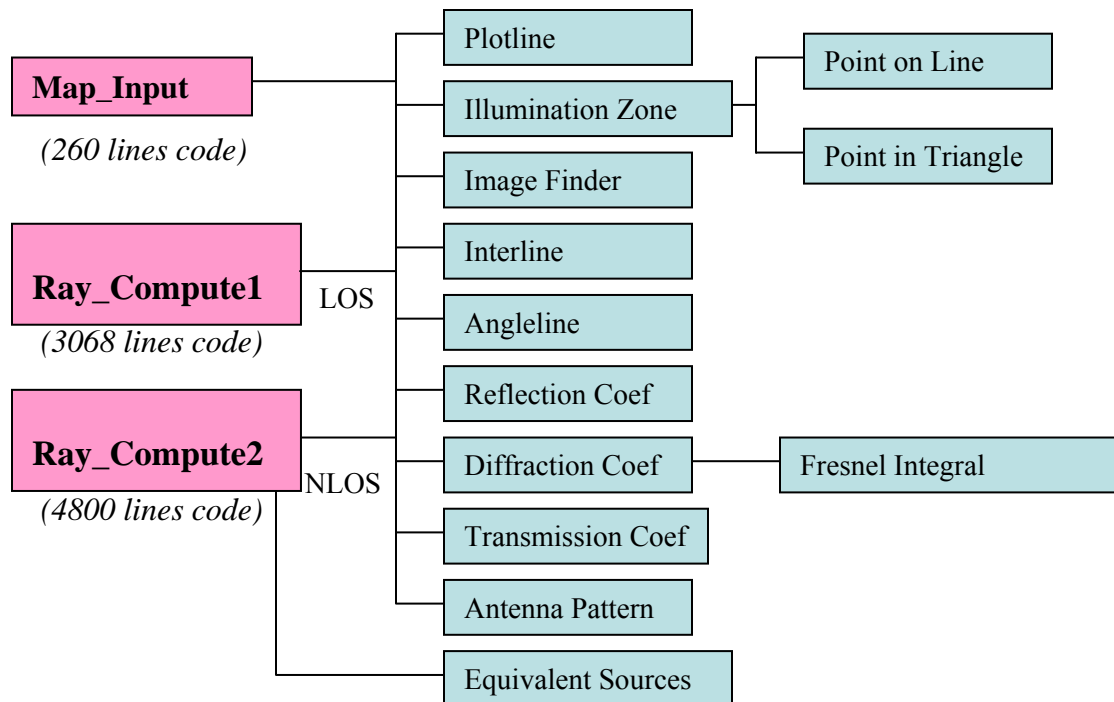 Map_Input
(260 lines code)
Ray_Compute1
(3068 lines code)
LOS
Ray_Compute2
(4800 lines code)
NLOS
Plotline
Illumination Zone
Image Finder
Interline
Angleline
Reflection Coef
Diffraction Coef
Transmission Coef
Antenna Pattern
Equivalent Sources
Point on Line
Point in Triangle
Fresnel Integral